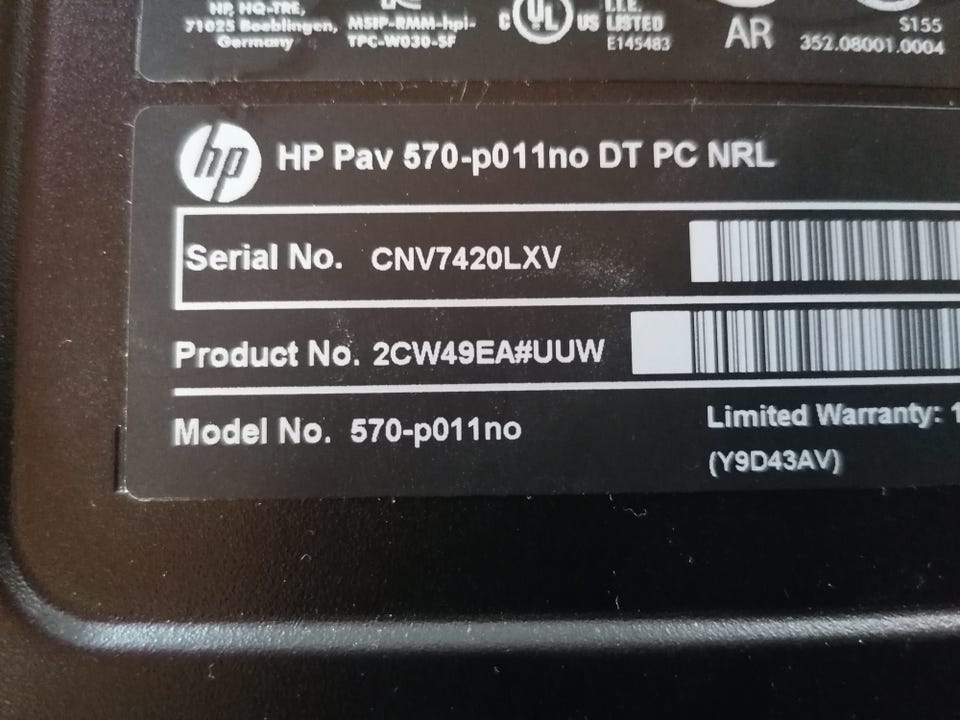 HP, HQ-TRE,
71025 Boeblingen,
Germany
MSIP-RMM-hpi-
TPC-W030-SF
C UL US
I.T.E.
LISTED
E145483
AR
S155
352.08001.0004
hp HP Pav 570-p011no DT PC NRL
Serial No. CNV7420LXV
Product No. 2CW49EA#UUW
Model No. 570-p011no
Limited Warranty: 1
(Y9D43AV)